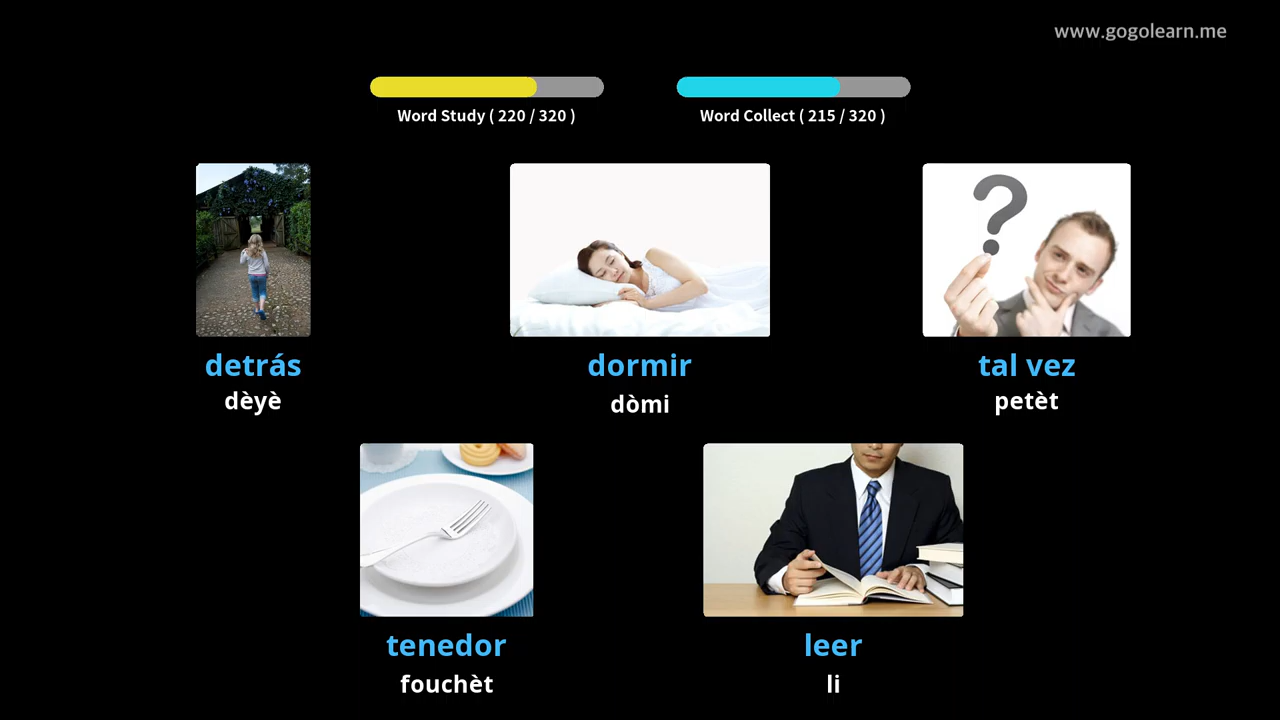 www.gogolearn.me
Word Study ( 220 / 320 )
Word Collect ( 215 / 320 )
detrás
dèyè
dormir
dòmi
tal vez
petèt
tenedor
fouchèt
leer
li